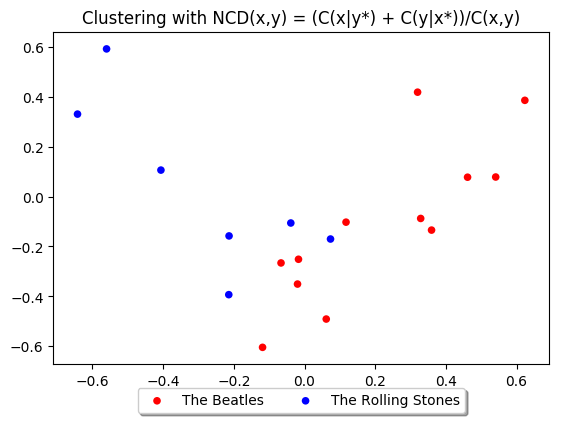 Clustering with NCD(x,y) = (C(x|y*) + C(y|x*))/C(x,y)
0.6
0.4
0.2
0.0
−0.2
−0.4
−0.6
−0.6 −0.4 −0.2 0.0 0.2 0.4 0.6
The Beatles The Rolling Stones